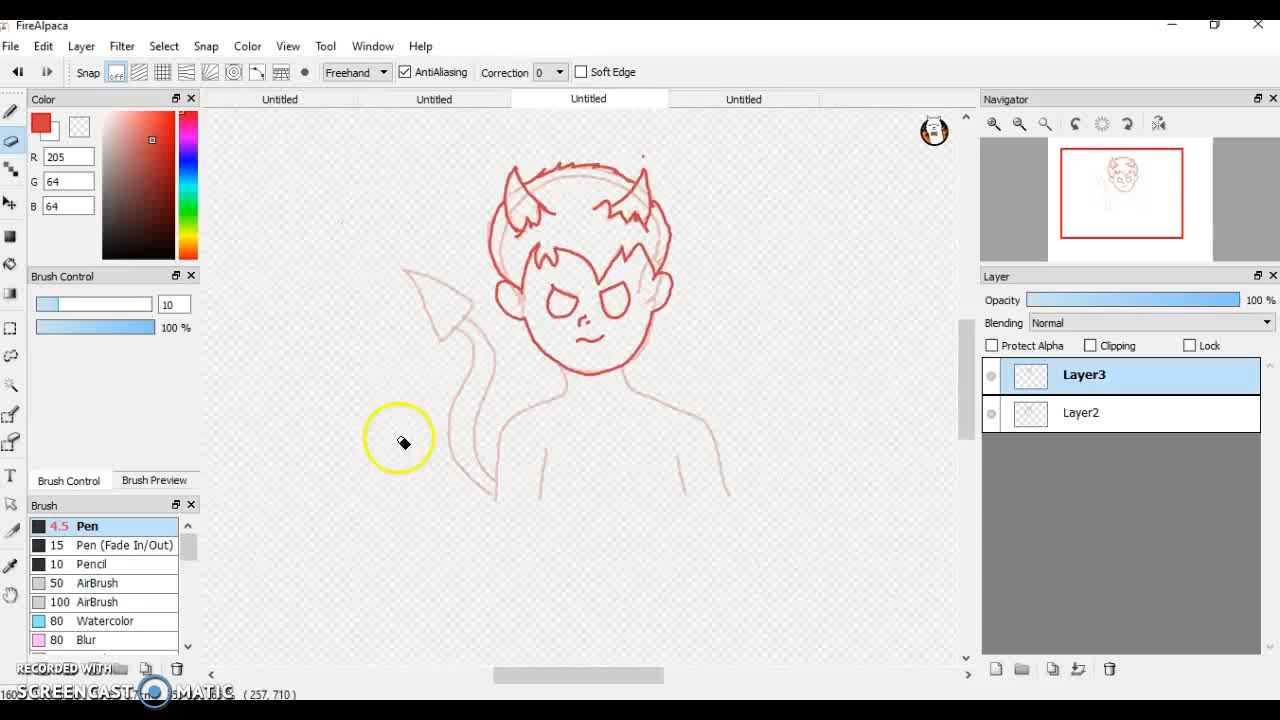 FireAlpaca
File Edit Layer Filter Select Snap Color View Tool Window Help
Snap off Freehand AntiAliasing Correction 0 Soft Edge
Color
Untitled Untitled Untitled Untitled
Navigator
R 205
G 64
B 64
Brush Control
10
100 %
Layer
Opacity 100 %
Blending Normal
Protect Alpha Clipping Lock
Layer3
Layer2
Brush Control Brush Preview
Brush
4.5 Pen
15 Pen (Fade In/Out)
10 Pencil
50 AirBrush
100 AirBrush
80 Watercolor
80 Blur
RECORDED WITH
SCREENCAST MATIC
( 257, 710 )